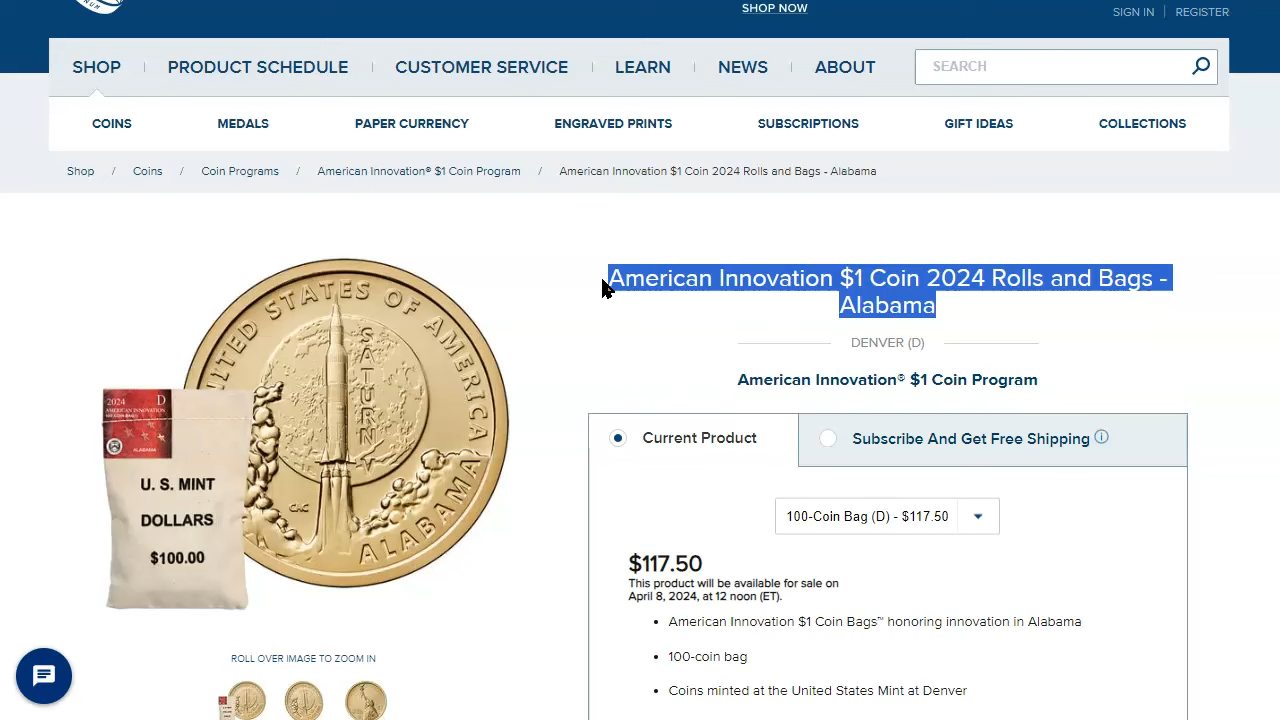 SHOP NOW
SIGN IN
REGISTER
SHOP
PRODUCT SCHEDULE
CUSTOMER SERVICE
LEARN
NEWS
ABOUT
SEARCH
COINS
MEDALS
PAPER CURRENCY
ENGRAVED PRINTS
SUBSCRIPTIONS
GIFT IDEAS
COLLECTIONS
Shop / Coins / Coin Programs / American Innovation® $1 Coin Program / American Innovation $1 Coin 2024 Rolls and Bags - Alabama
UNITED STATES OF AMERICA
SATURN V
ALABAMA
2024 D
AMERICAN INNOVATION
ALABAMA
U. S. MINT
DOLLARS
$100.00
ROLL OVER IMAGE TO ZOOM IN
American Innovation $1 Coin 2024 Rolls and Bags -
Alabama
DENVER (D)
American Innovation® $1 Coin Program
Current Product
Subscribe And Get Free Shipping
100-Coin Bag (D) - $117.50
$117.50
This product will be available for sale on
April 8, 2024, at 12 noon (ET).
• American Innovation $1 Coin Bags™ honoring innovation in Alabama
• 100-coin bag
• Coins minted at the United States Mint at Denver